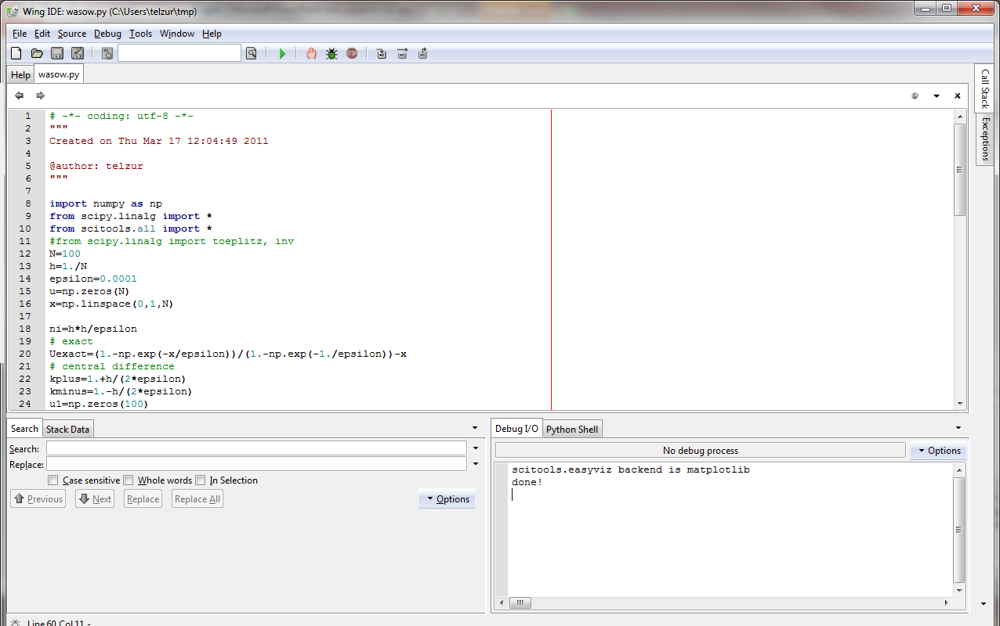 Wing IDE: wasow.py (C:\Users\telzur\tmp)
File Edit Source Debug Tools Window Help
Help wasow.py
Call Stack
Exceptions
1 # -*- coding: utf-8 -*-
2 """
3 Created on Thu Mar 17 12:04:49 2011
4
5 @author: telzur
6 """
7
8 import numpy as np
9 from scipy.linalg import *
10 from scitools.all import *
11 #from scipy.linalg import toeplitz, inv
12 N=100
13 h=1./N
14 epsilon=0.0001
15 u=np.zeros(N)
16 x=np.linspace(0,1,N)
17
18 ni=h*h/epsilon
19 # exact
20 Uexact=(1.-np.exp(-x/epsilon))/(1.-np.exp(-1./epsilon))-x
21 # central difference
22 kplus=1.+h/(2*epsilon)
23 kminus=1.-h/(2*epsilon)
24 u1=np.zeros(100)
Search Stack Data
Search:
Replace:
Case sensitive Whole words In Selection
Previous Next Replace Replace All Options
Debug I/O Python Shell
No debug process Options
scitools.easyviz backend is matplotlib
done!
Line 60 Col 11 -